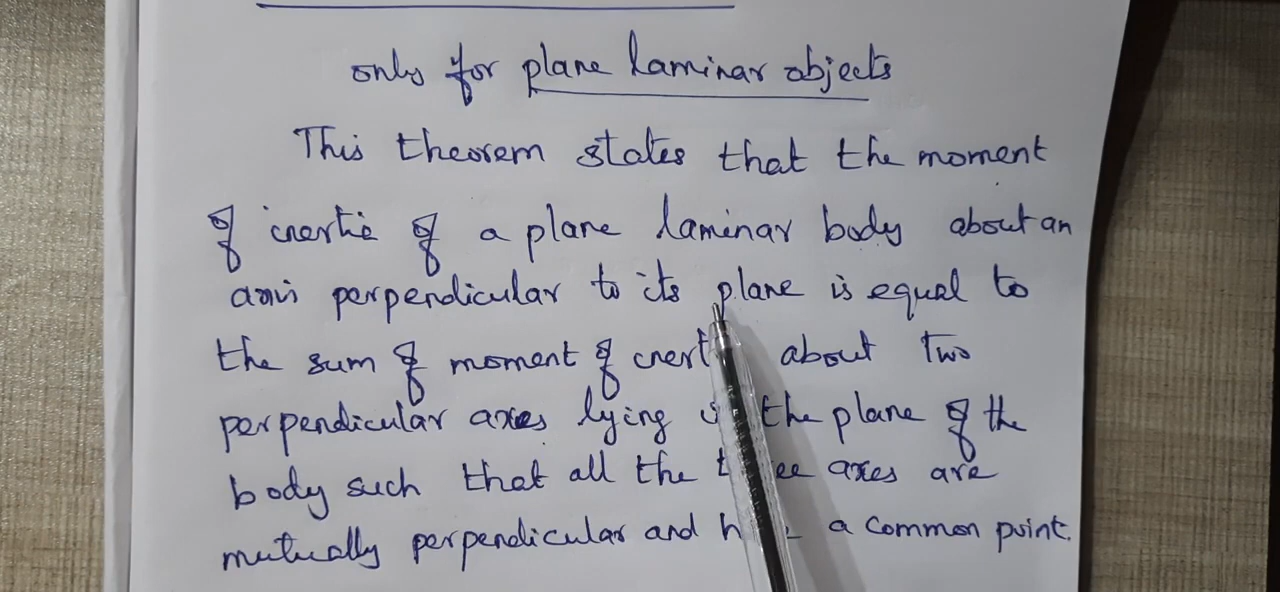 only for plane laminar objects
This theorem states that the moment
of inertia of a plane laminar body about an
axis perpendicular to its plane is equal to
the sum of moment of about two
perpendicular axes lying the plane of the
body such that all the axes are
mutually perpendicular and a common point.